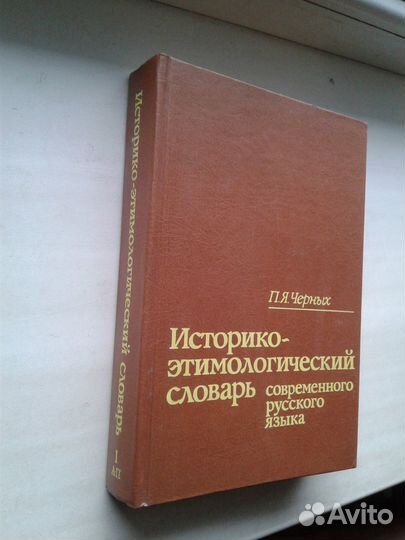 Историко-этимологический словарь
I
А-П
П.Я.Черных
Историко-
этимологический
словарь современного
русского
языка
Avito